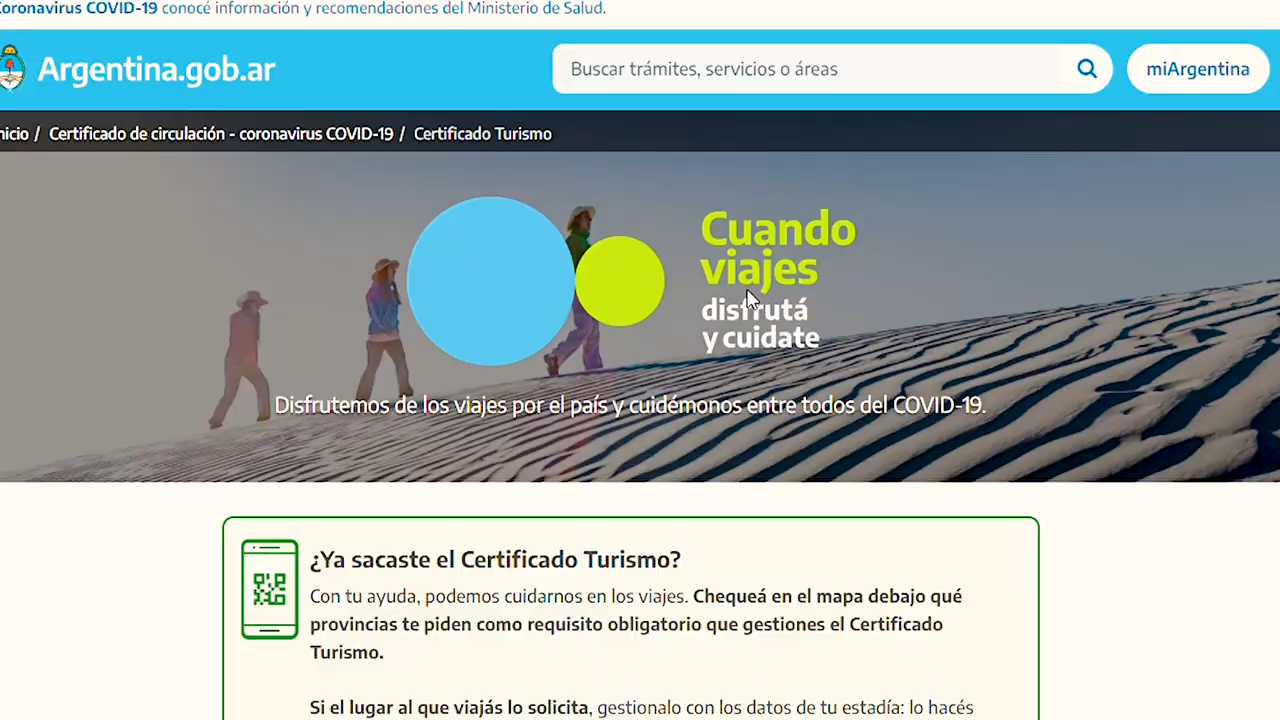 Coronavirus COVID-19 conocé información y recomendaciones del Ministerio de Salud.
Argentina.gob.ar
Buscar trámites, servicios o áreas
miArgentina
nicio / Certificado de circulación - coronavirus COVID-19 / Certificado Turismo
Cuando
viajes
disfrutá
y cuidate
Disfrutemos de los viajes por el país y cuidémonos entre todos del COVID-19.
¿Ya sacaste el Certificado Turismo?
Con tu ayuda, podemos cuidarnos en los viajes. Chequeá en el mapa debajo qué
provincias te piden como requisito obligatorio que gestiones el Certificado
Turismo.
Si el lugar al que viajás lo solicita, gestionalo con los datos de tu estadía: lo hacés